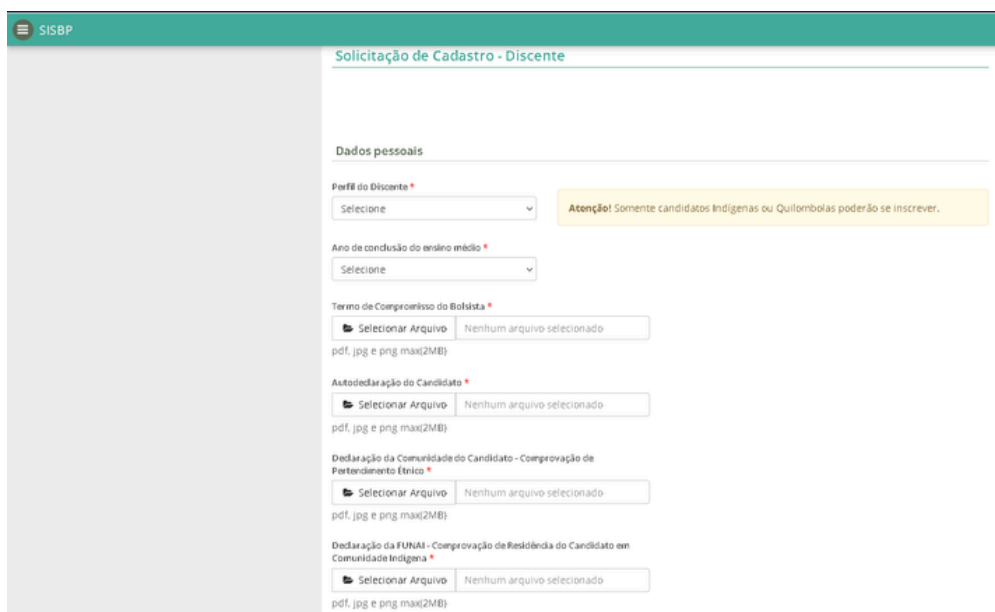 SISBP
Solicitação de Cadastro - Discente
Dados pessoais
Perfil do Discente *
Selecione
Atenção! Somente candidatos Indígenas ou Quilombolas poderão se inscrever.
Ano de conclusão do ensino médio *
Selecione
Termo de Compromisso do Bolsista *
Selecionar Arquivo Nenhum arquivo selecionado
pdf, jpg e png max(2MB)
Autodeclaração do Candidato *
Selecionar Arquivo Nenhum arquivo selecionado
pdf, jpg e png max(2MB)
Declaração da Comunidade do Candidato - Comprovação de
Pertencimento Étnico *
Selecionar Arquivo Nenhum arquivo selecionado
pdf, jpg e png max(2MB)
Declaração da FUNAI - Comprovação de Residência do Candidato em
Comunidade Indígena *
Selecionar Arquivo Nenhum arquivo selecionado
pdf, jpg e png max(2MB)